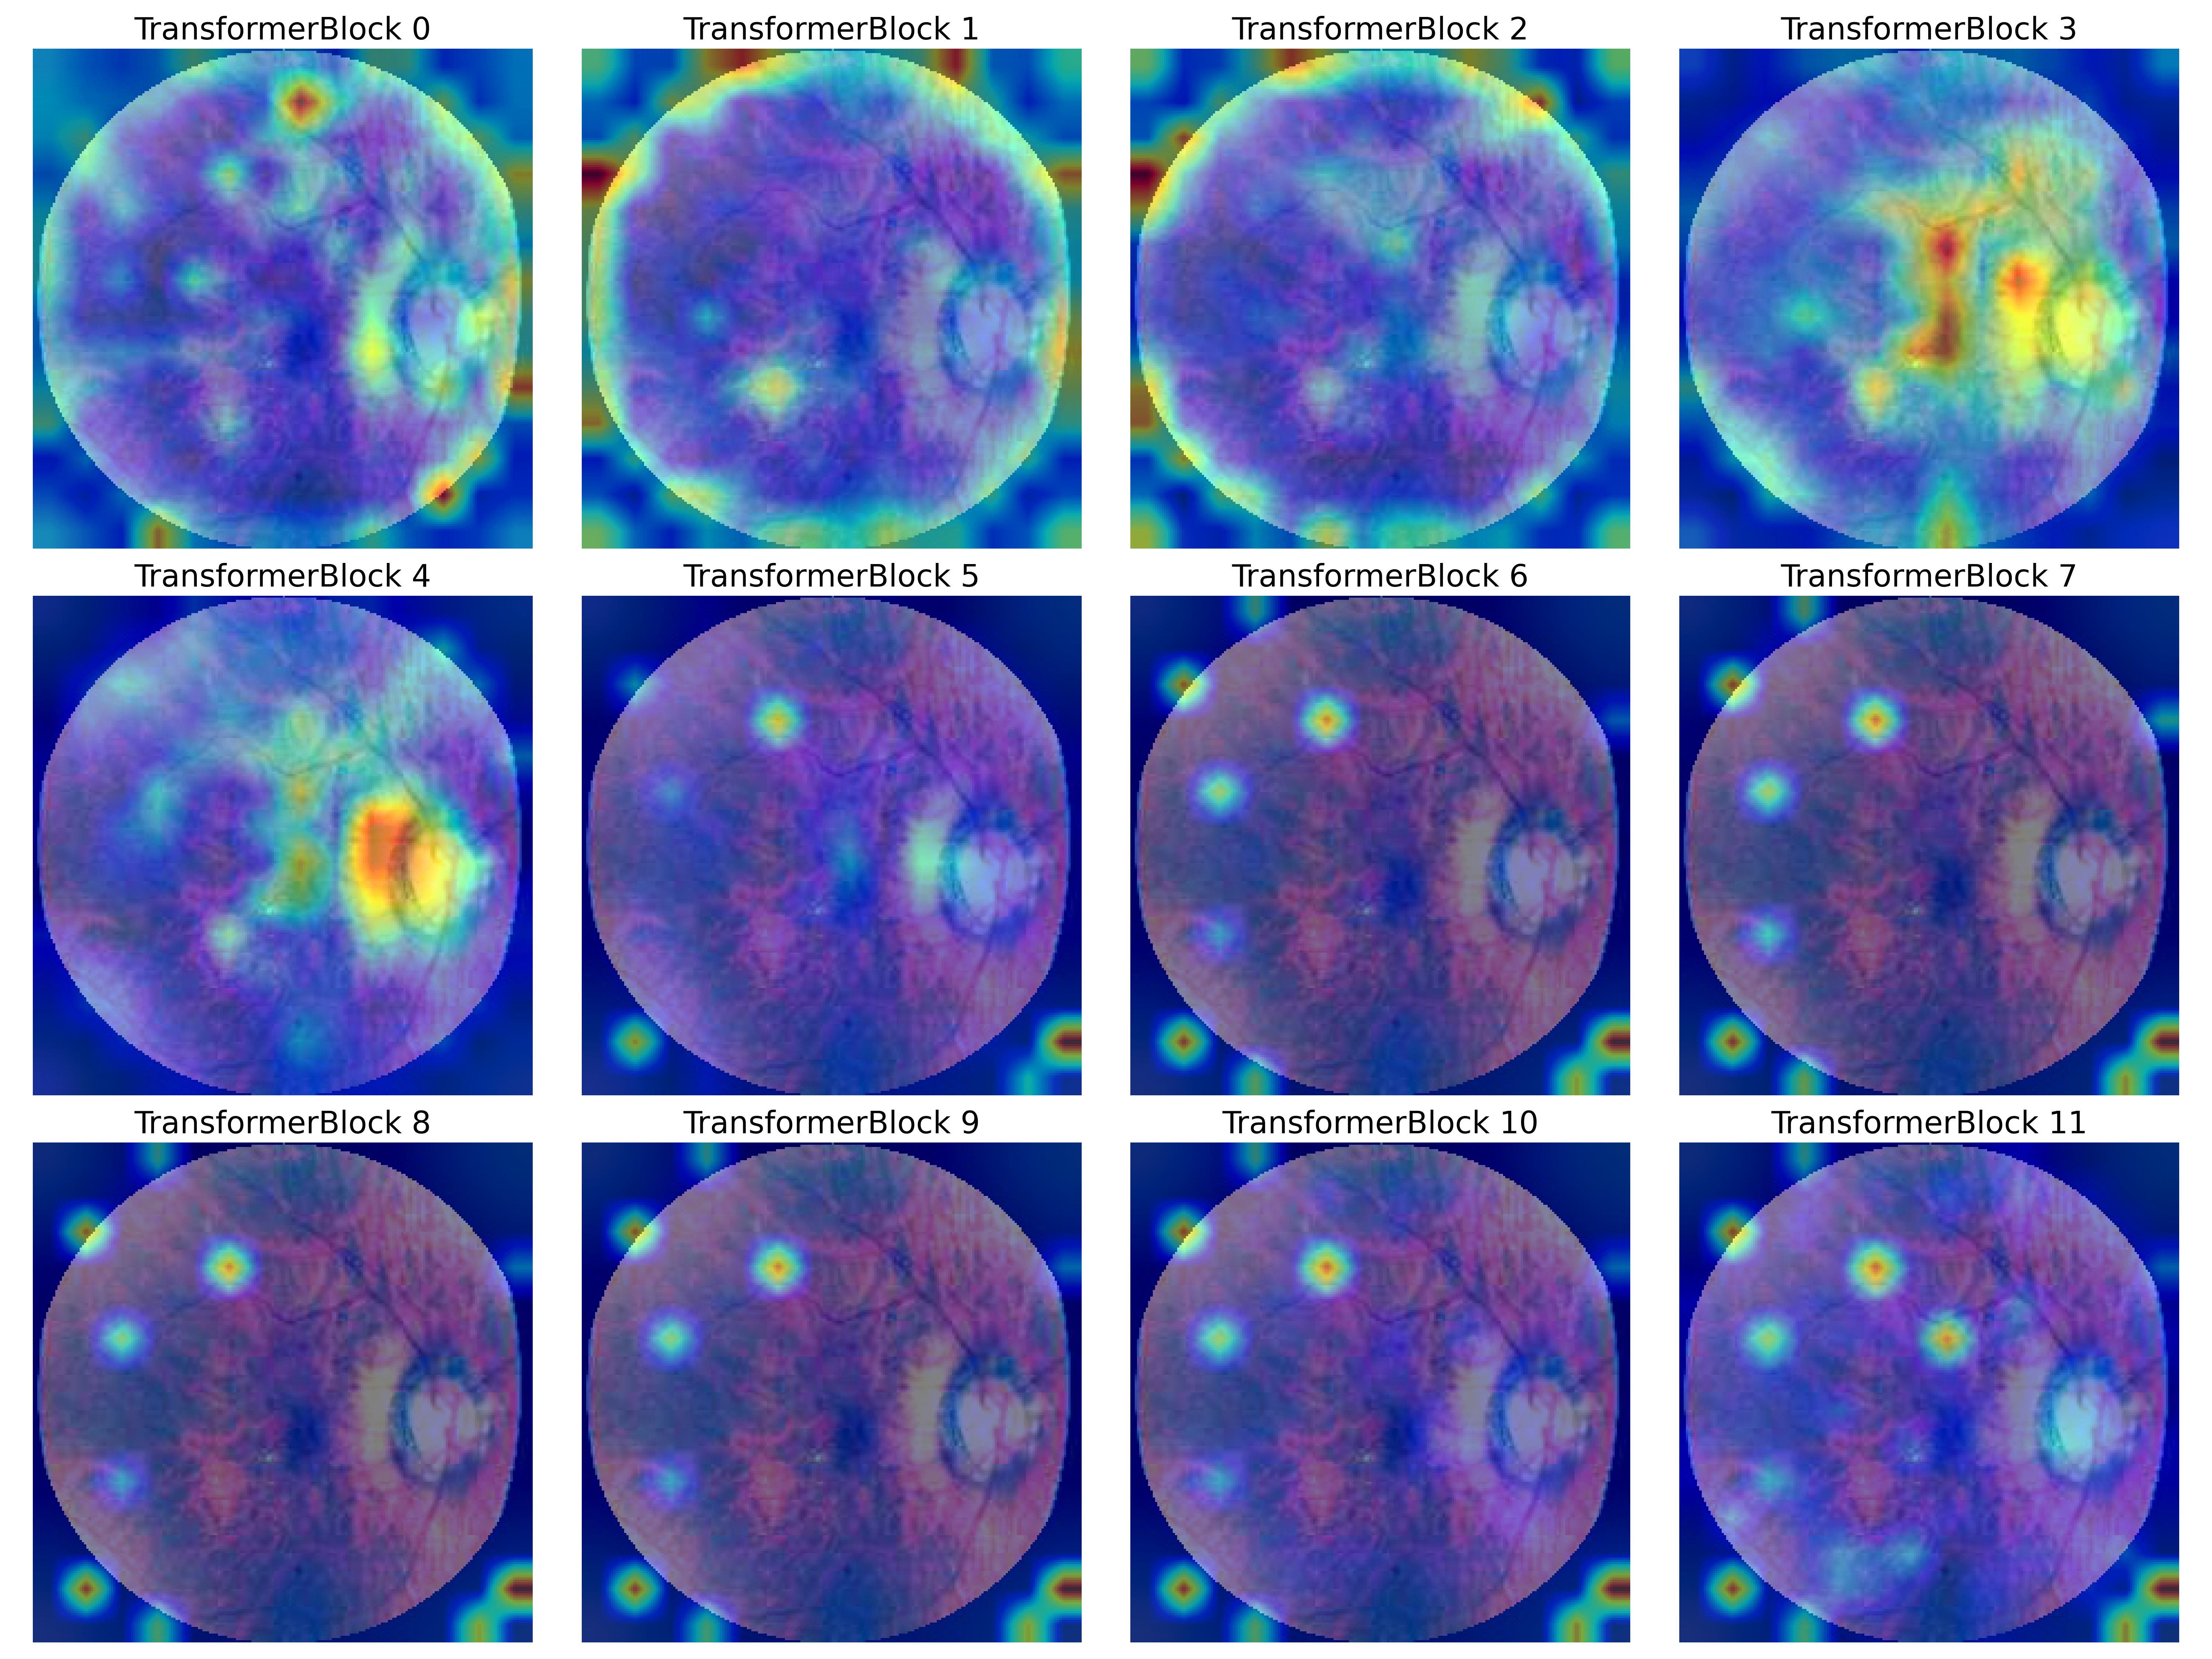 TransformerBlock 0
TransformerBlock 1
TransformerBlock 2
TransformerBlock 3
TransformerBlock 4
TransformerBlock 5
TransformerBlock 6
TransformerBlock 7
TransformerBlock 8
TransformerBlock 9
TransformerBlock 10
TransformerBlock 11